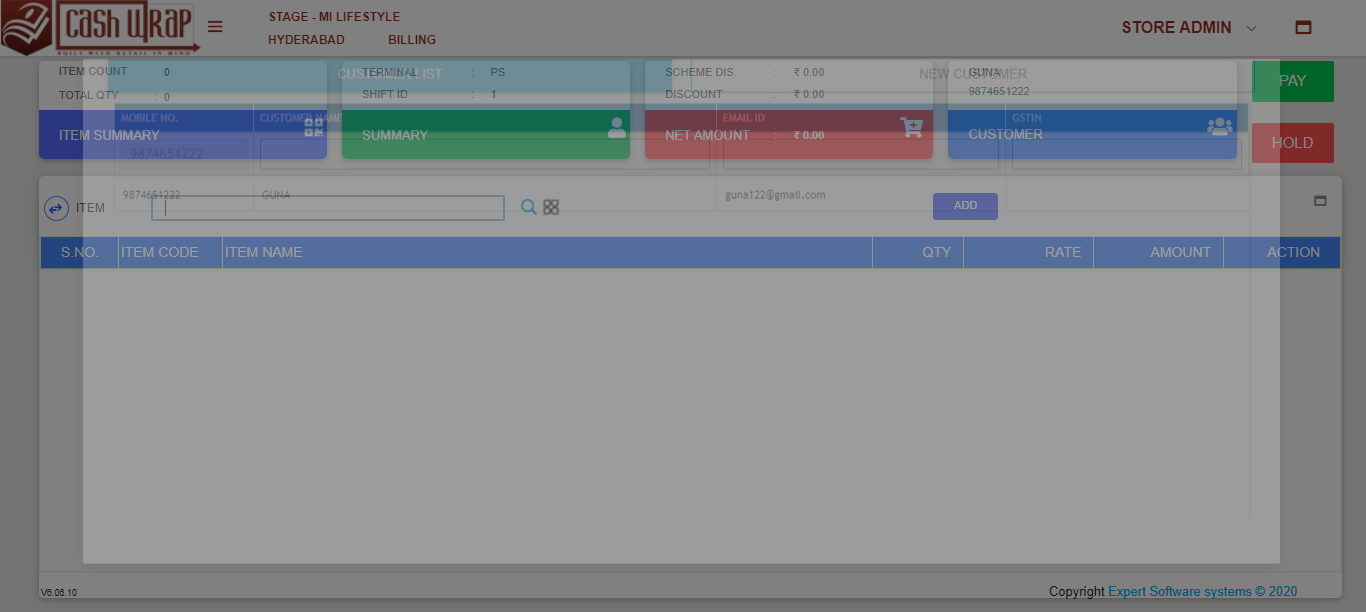 CASH WRAP
BUILT WITH RETAIL IN MIND
STAGE - MI LIFESTYLE
HYDERABAD BILLING
STORE ADMIN
ITEM COUNT 0
TOTAL QTY : 0
ITEM SUMMARY
CUSTOMER LIST
TERMINAL : PS
SHIFT ID : 1
SUMMARY
SCHEME DIS. : ₹ 0.00
DISCOUNT : ₹ 0.00
NET AMOUNT : ₹ 0.00
NEW CUSTOMER
GUNA
9874651222
CUSTOMER
PAY
HOLD
MOBILE NO. CUSTOMER NAME EMAIL ID GSTIN
9874651222
9874651222 GUNA guna122@gmail.com
ITEM ADD
S.NO. ITEM CODE ITEM NAME QTY RATE AMOUNT ACTION
V6.06.10
Copyright Expert Software systems © 2020